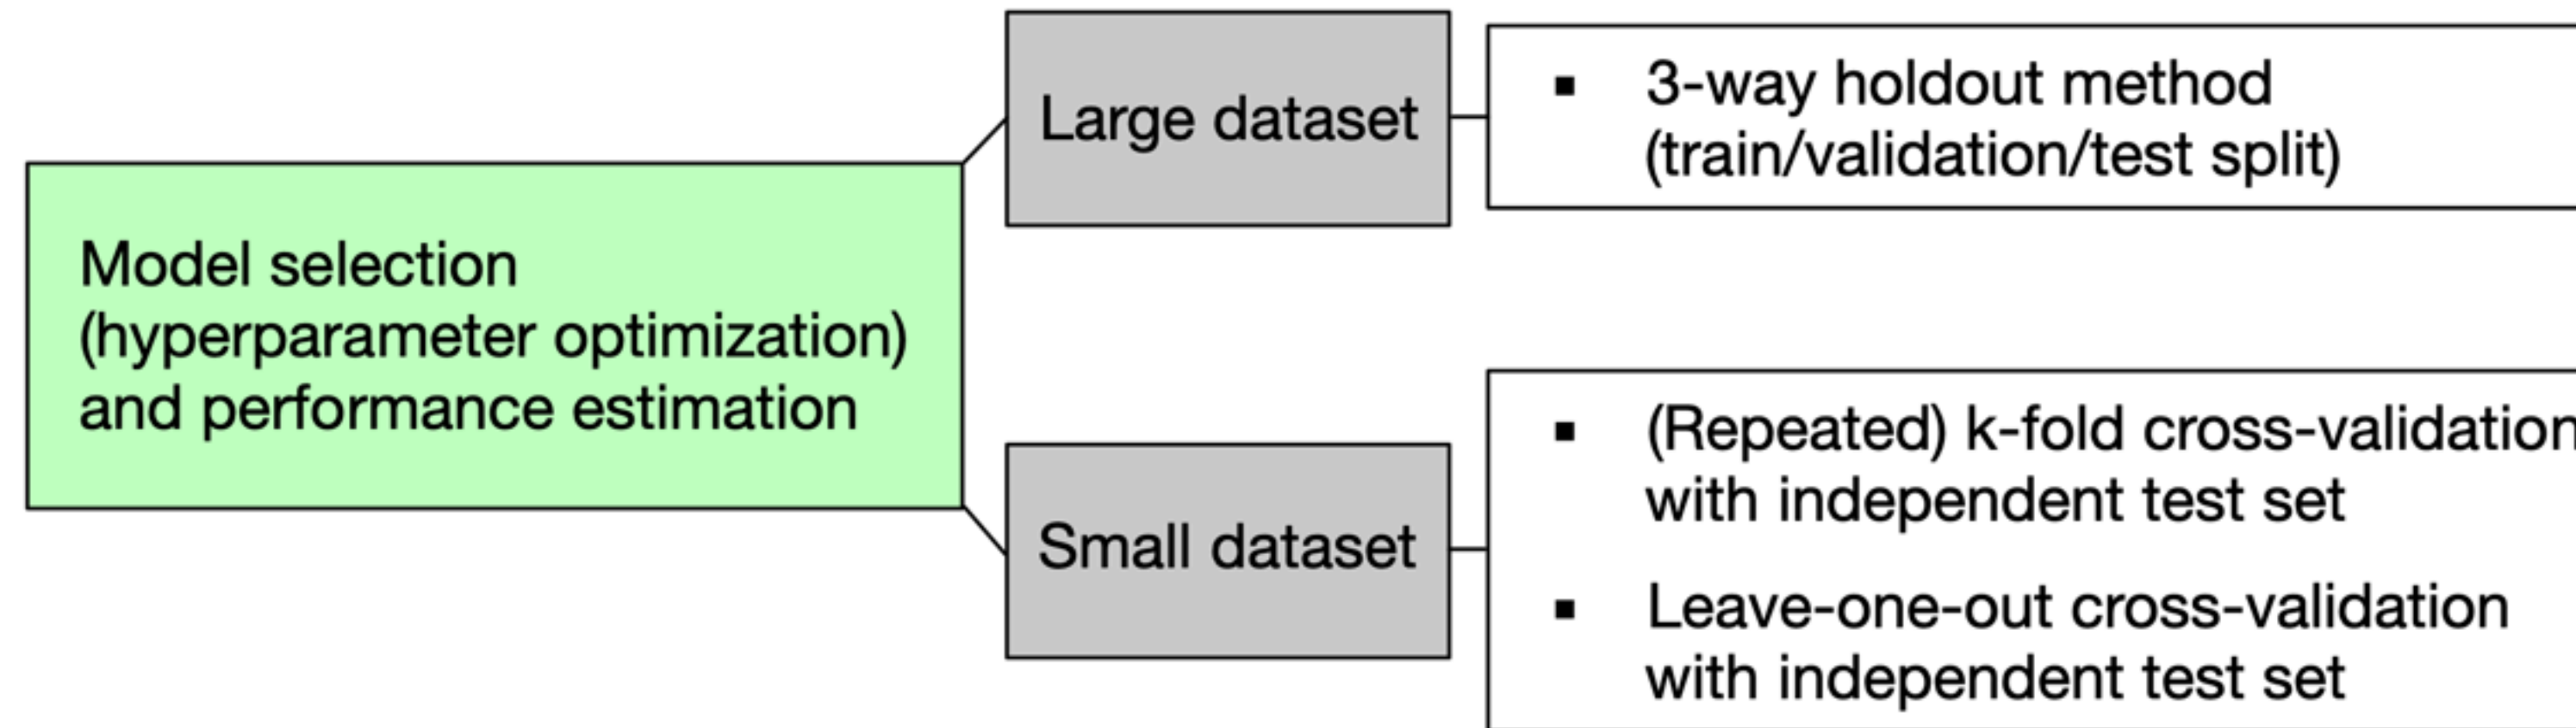 Model selection
(hyperparameter optimization)
and performance estimation
Large dataset
▪ 3-way holdout method
(train/validation/test split)
Small dataset
▪ (Repeated) k-fold cross-validation
with independent test set
▪ Leave-one-out cross-validation
with independent test set